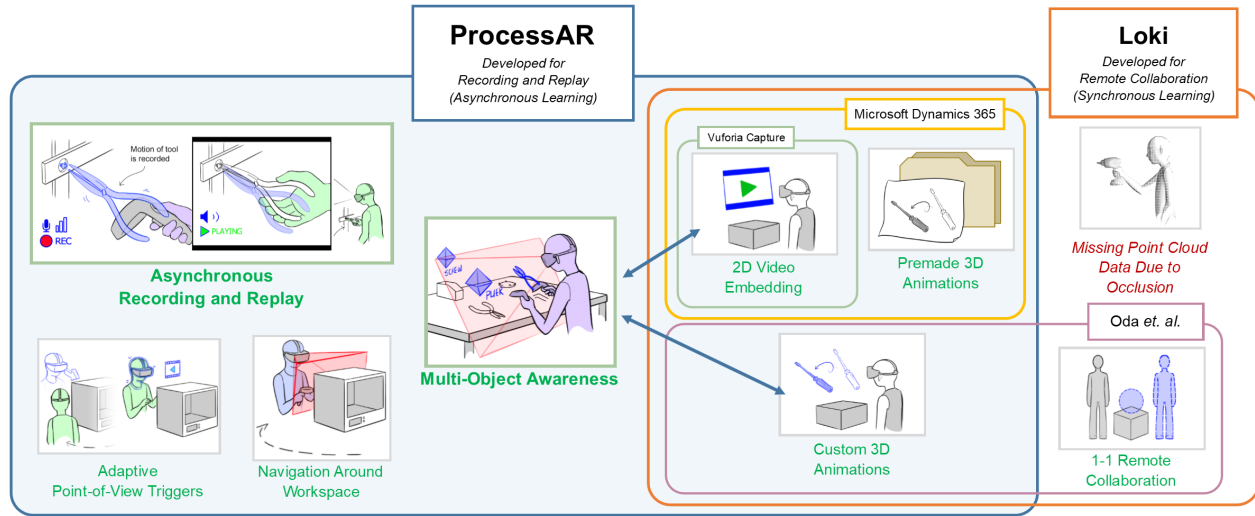 ProcessAR
Developed for
Recording and Replay
(Asynchronous Learning)
Loki
Developed for
Remote Collaboration
(Synchronous Learning)
Microsoft Dynamics 365
Vuforia Capture
Motion of tool
is recorded
REC
PLAYING
Asynchronous
Recording and Replay
SCREW
PLIER
Multi-Object Awareness
2D Video
Embedding
Premade 3D
Animations
Missing Point Cloud
Data Due to
Occlusion
Oda et. al.
Adaptive
Point-of-View Triggers
Navigation Around
Workspace
Custom 3D
Animations
1-1 Remote
Collaboration